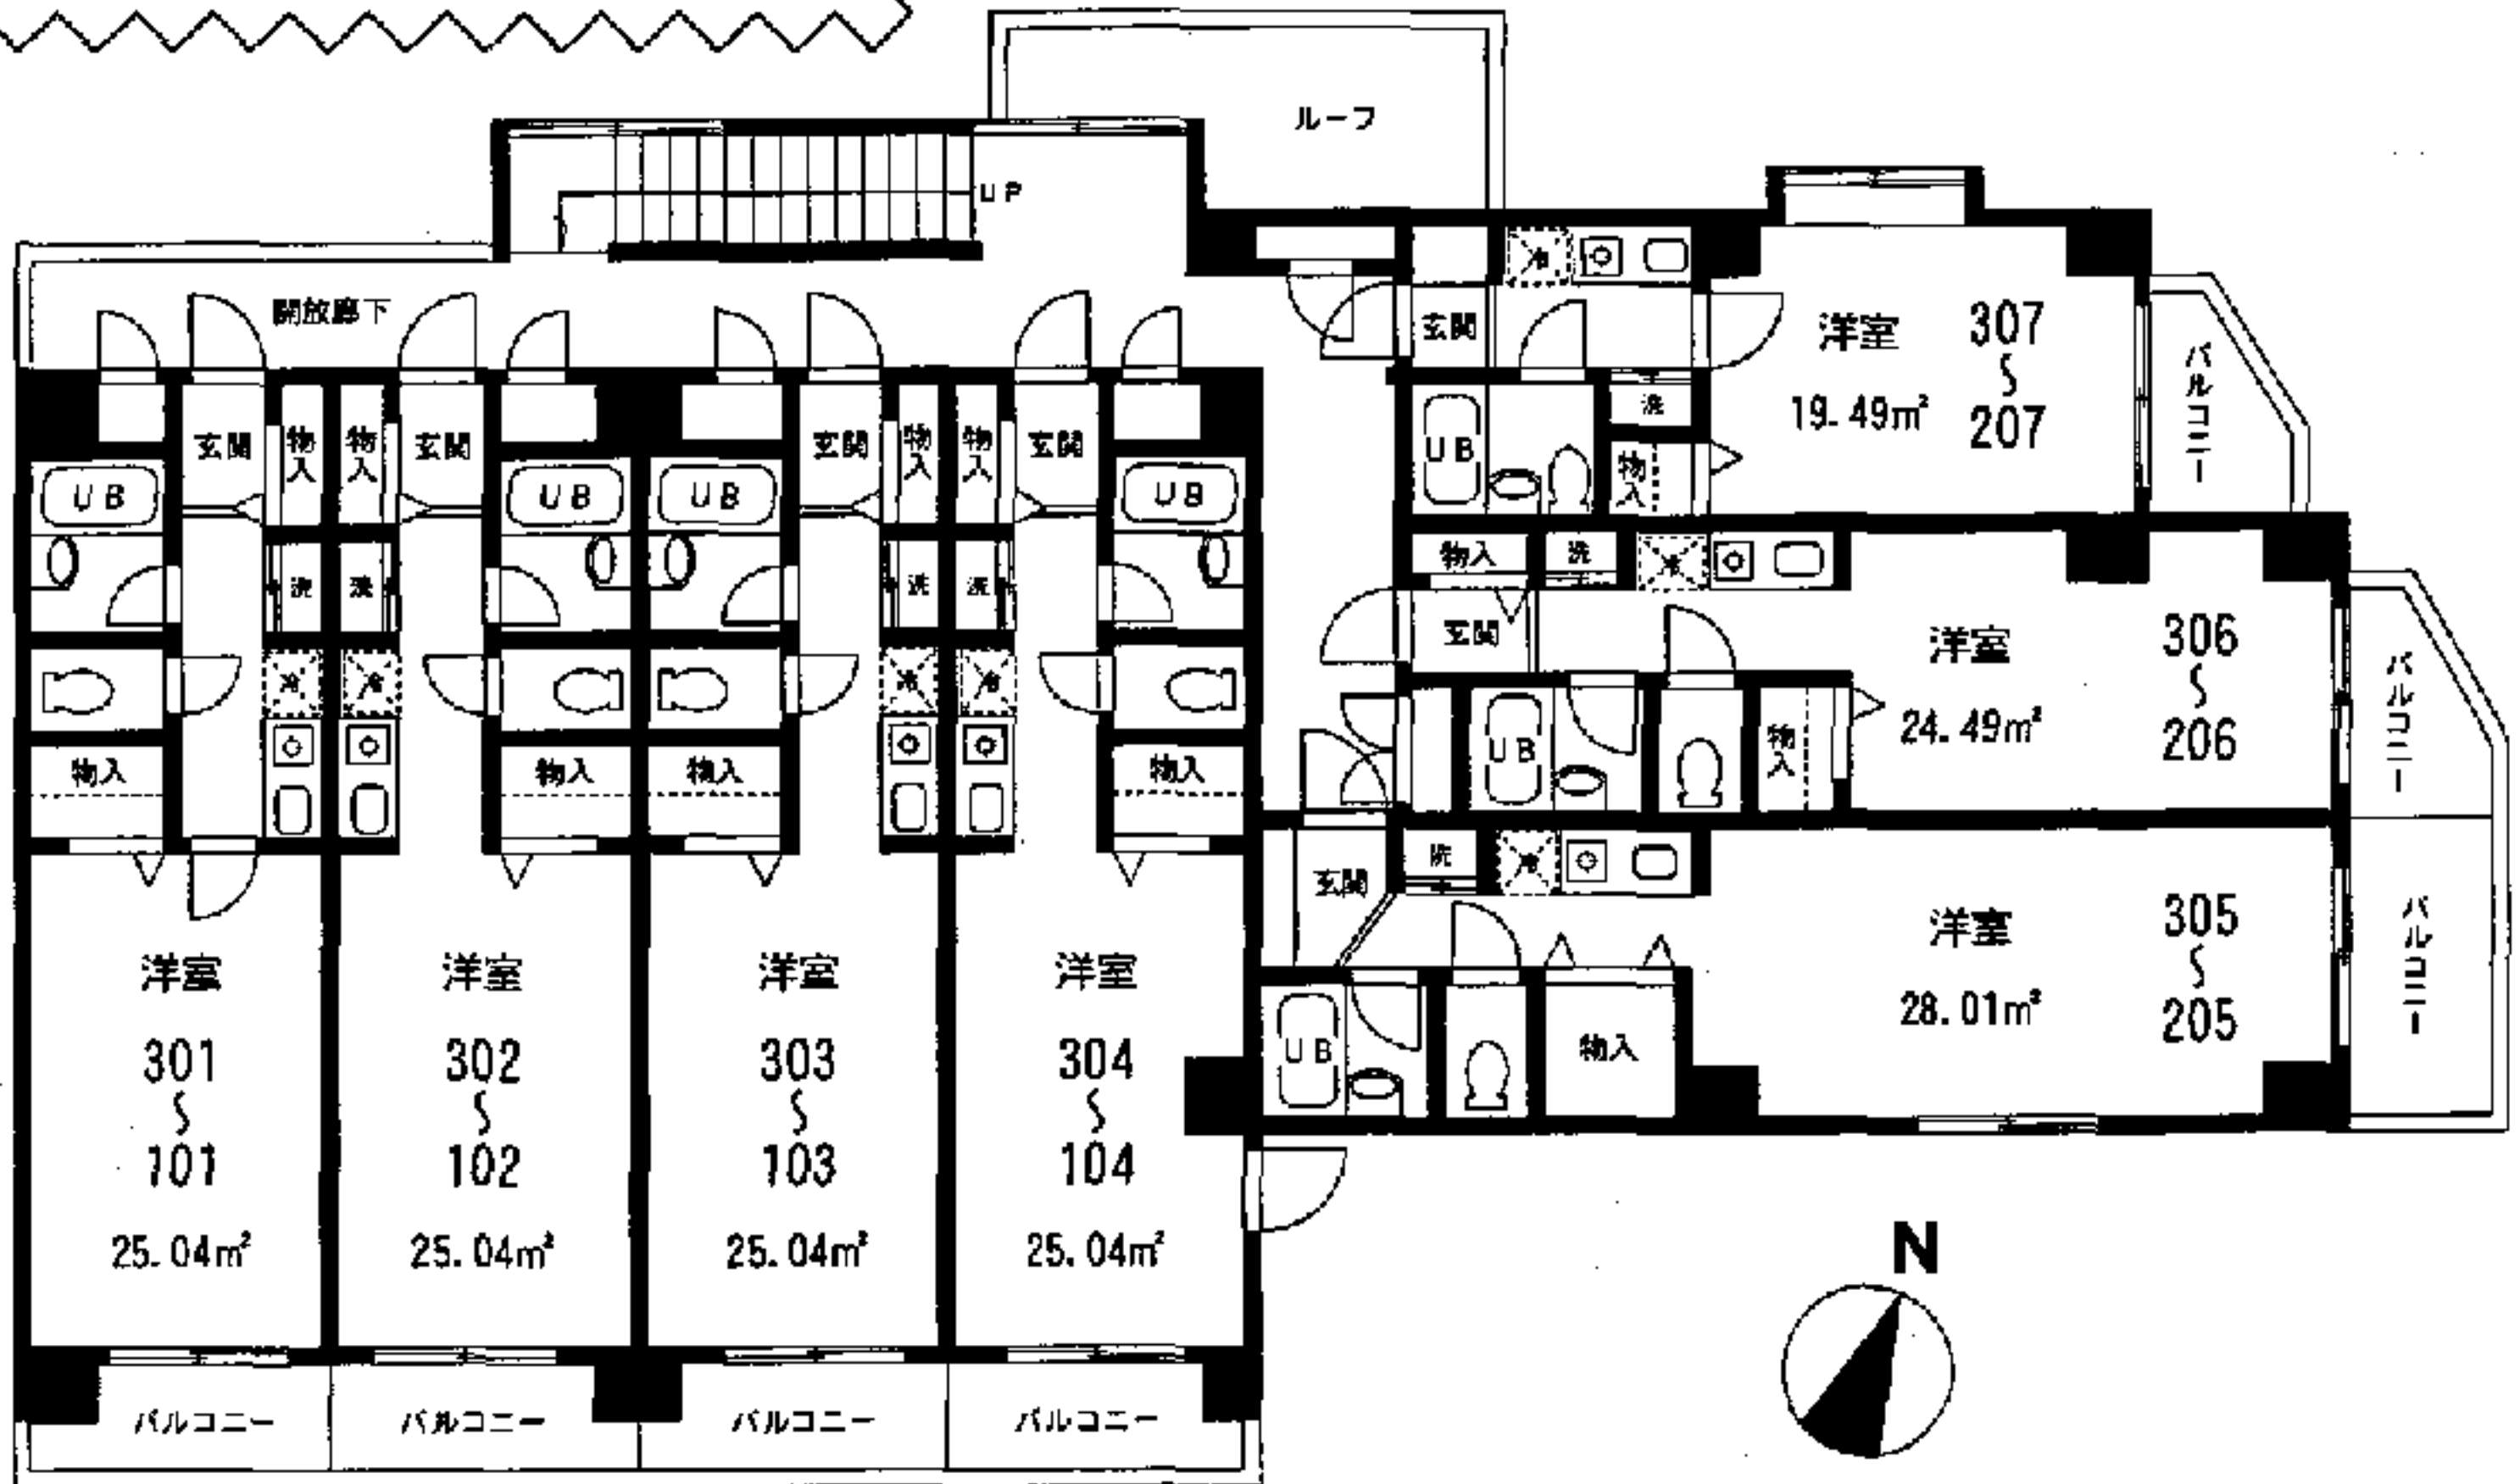 ルーフ
UP
開放廊下
玄関
物入
物入
玄関
玄関
物入
物入
玄関
UB
UB
UB
UB
洗
洗
洗
洗
冷
冷
冷
冷
物入
物入
物入
物入
洋室
301
〜
101
25.04㎡
洋室
302
〜
102
25.04㎡
洋室
303
〜
103
25.04㎡
洋室
304
〜
104
25.04㎡
バルコニー
バルコニー
バルコニー
バルコニー
冷
玄関
洋室
19.49㎡
307
〜
207
バルコニー
UB
洗
物入
物入
洗
冷
玄関
洋室
24.49㎡
306
〜
206
バルコニー
UB
物入
玄関
洗
冷
洋室
28.01㎡
305
〜
205
バルコニー
UB
物入
N